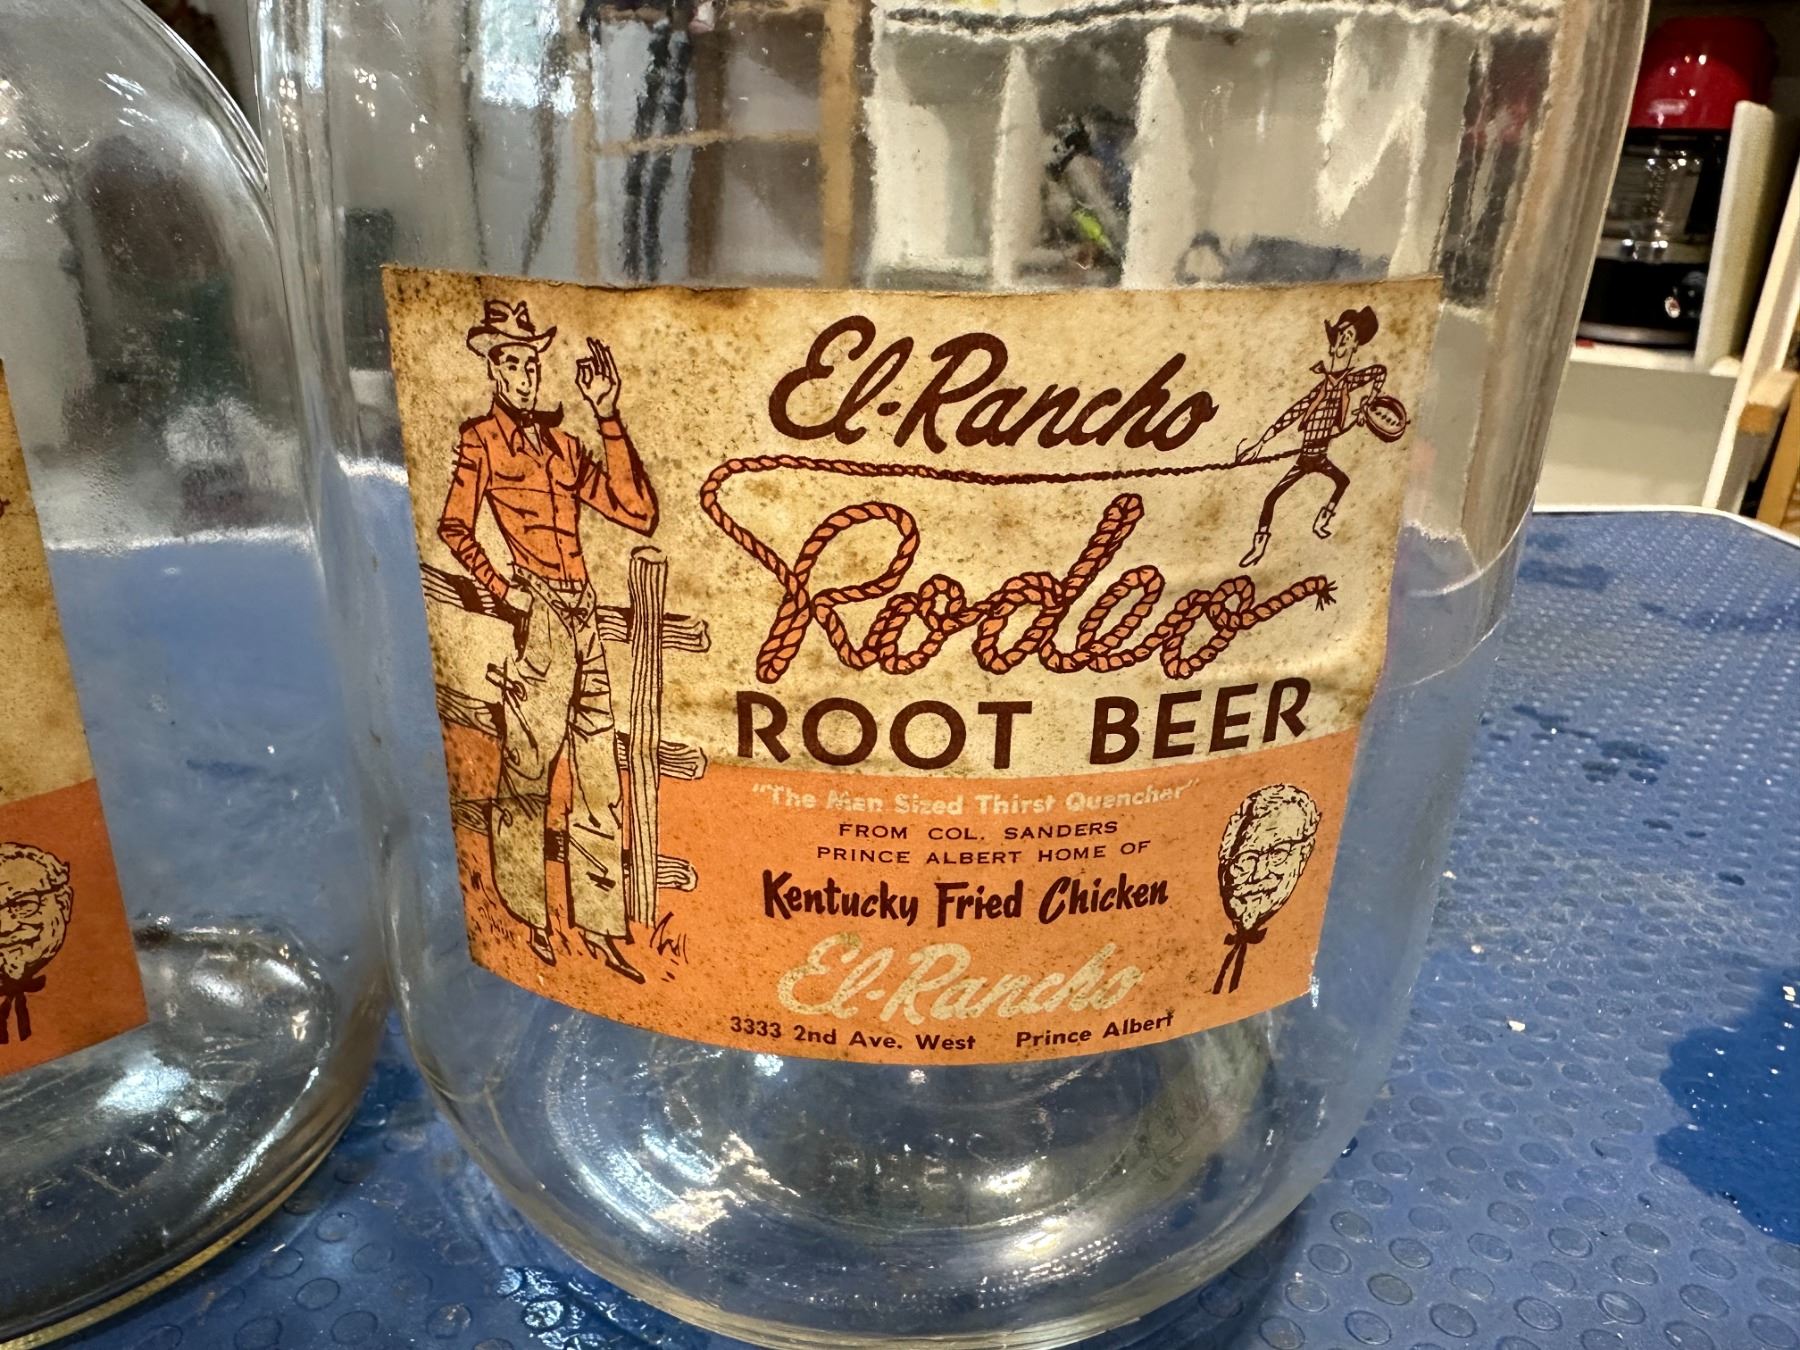 El-Rancho
Rodeo
ROOT BEER
"The Man Sized Thirst Quencher"
FROM COL. SANDERS
PRINCE ALBERT HOME OF
Kentucky Fried Chicken
El-Rancho
3333 2nd Ave. West Prince Albert